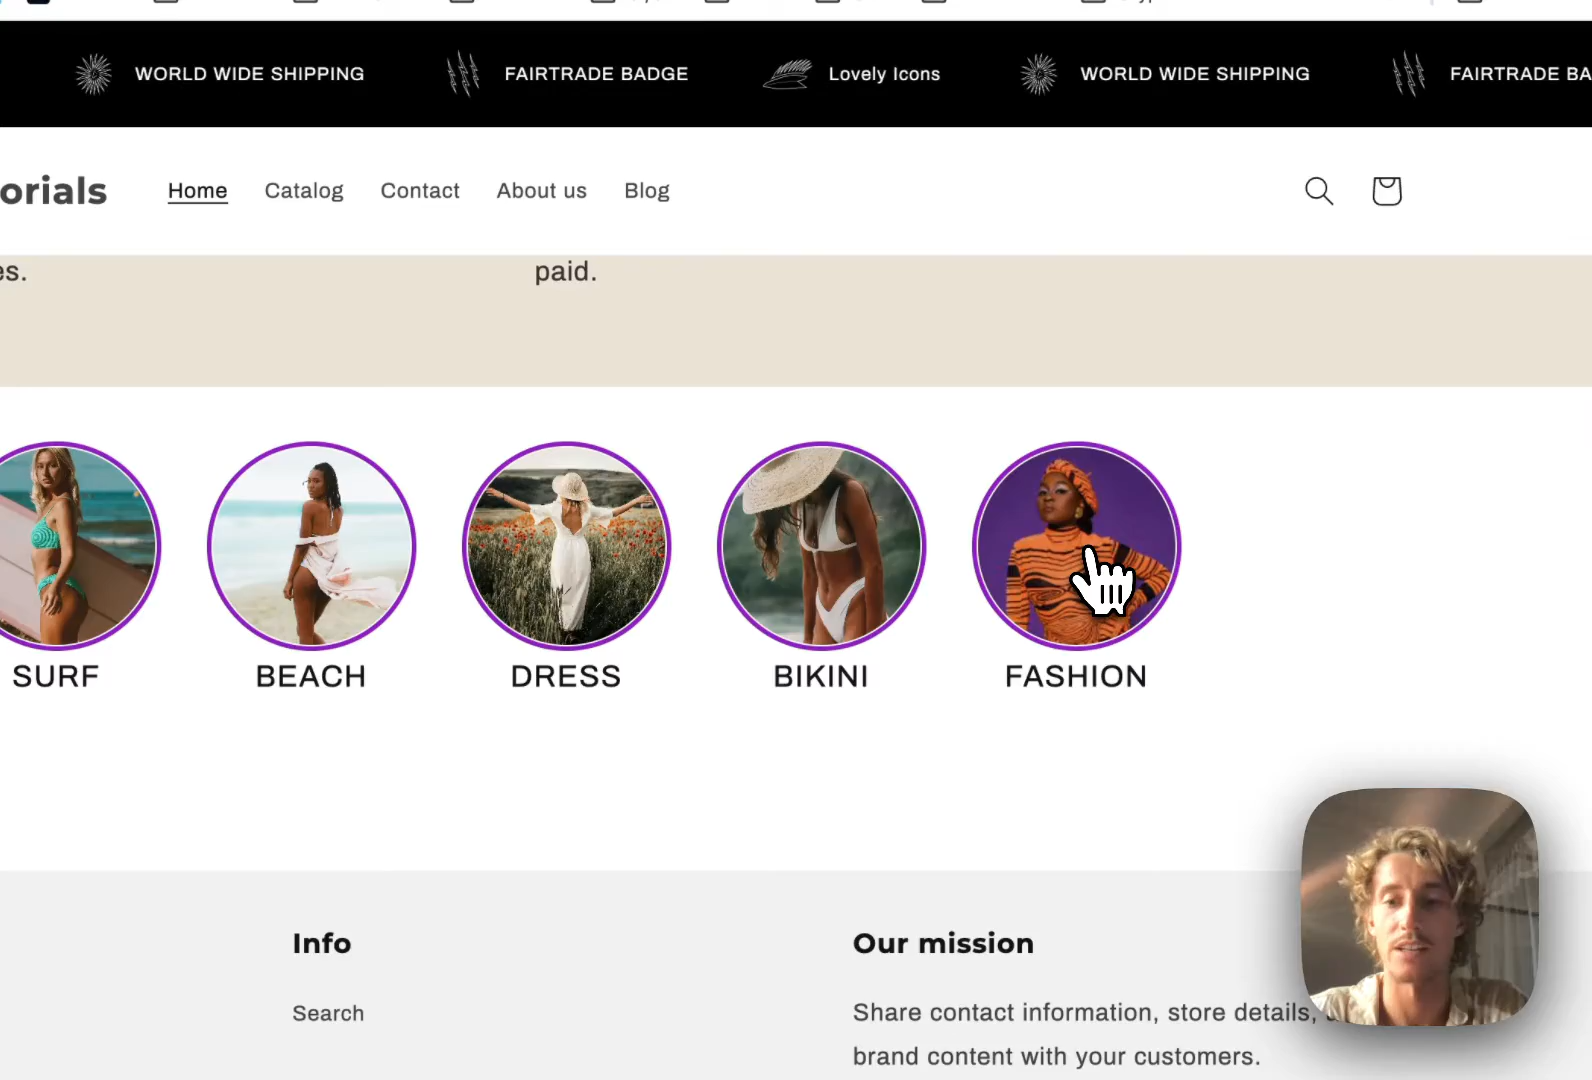 WORLD WIDE SHIPPING FAIRTRADE BADGE Lovely Icons WORLD WIDE SHIPPING FAIRTRADE BA
orials Home Catalog Contact About us Blog
es. paid.
SURF BEACH DRESS BIKINI FASHION
Info
Search
Our mission
Share contact information, store details,
brand content with your customers.